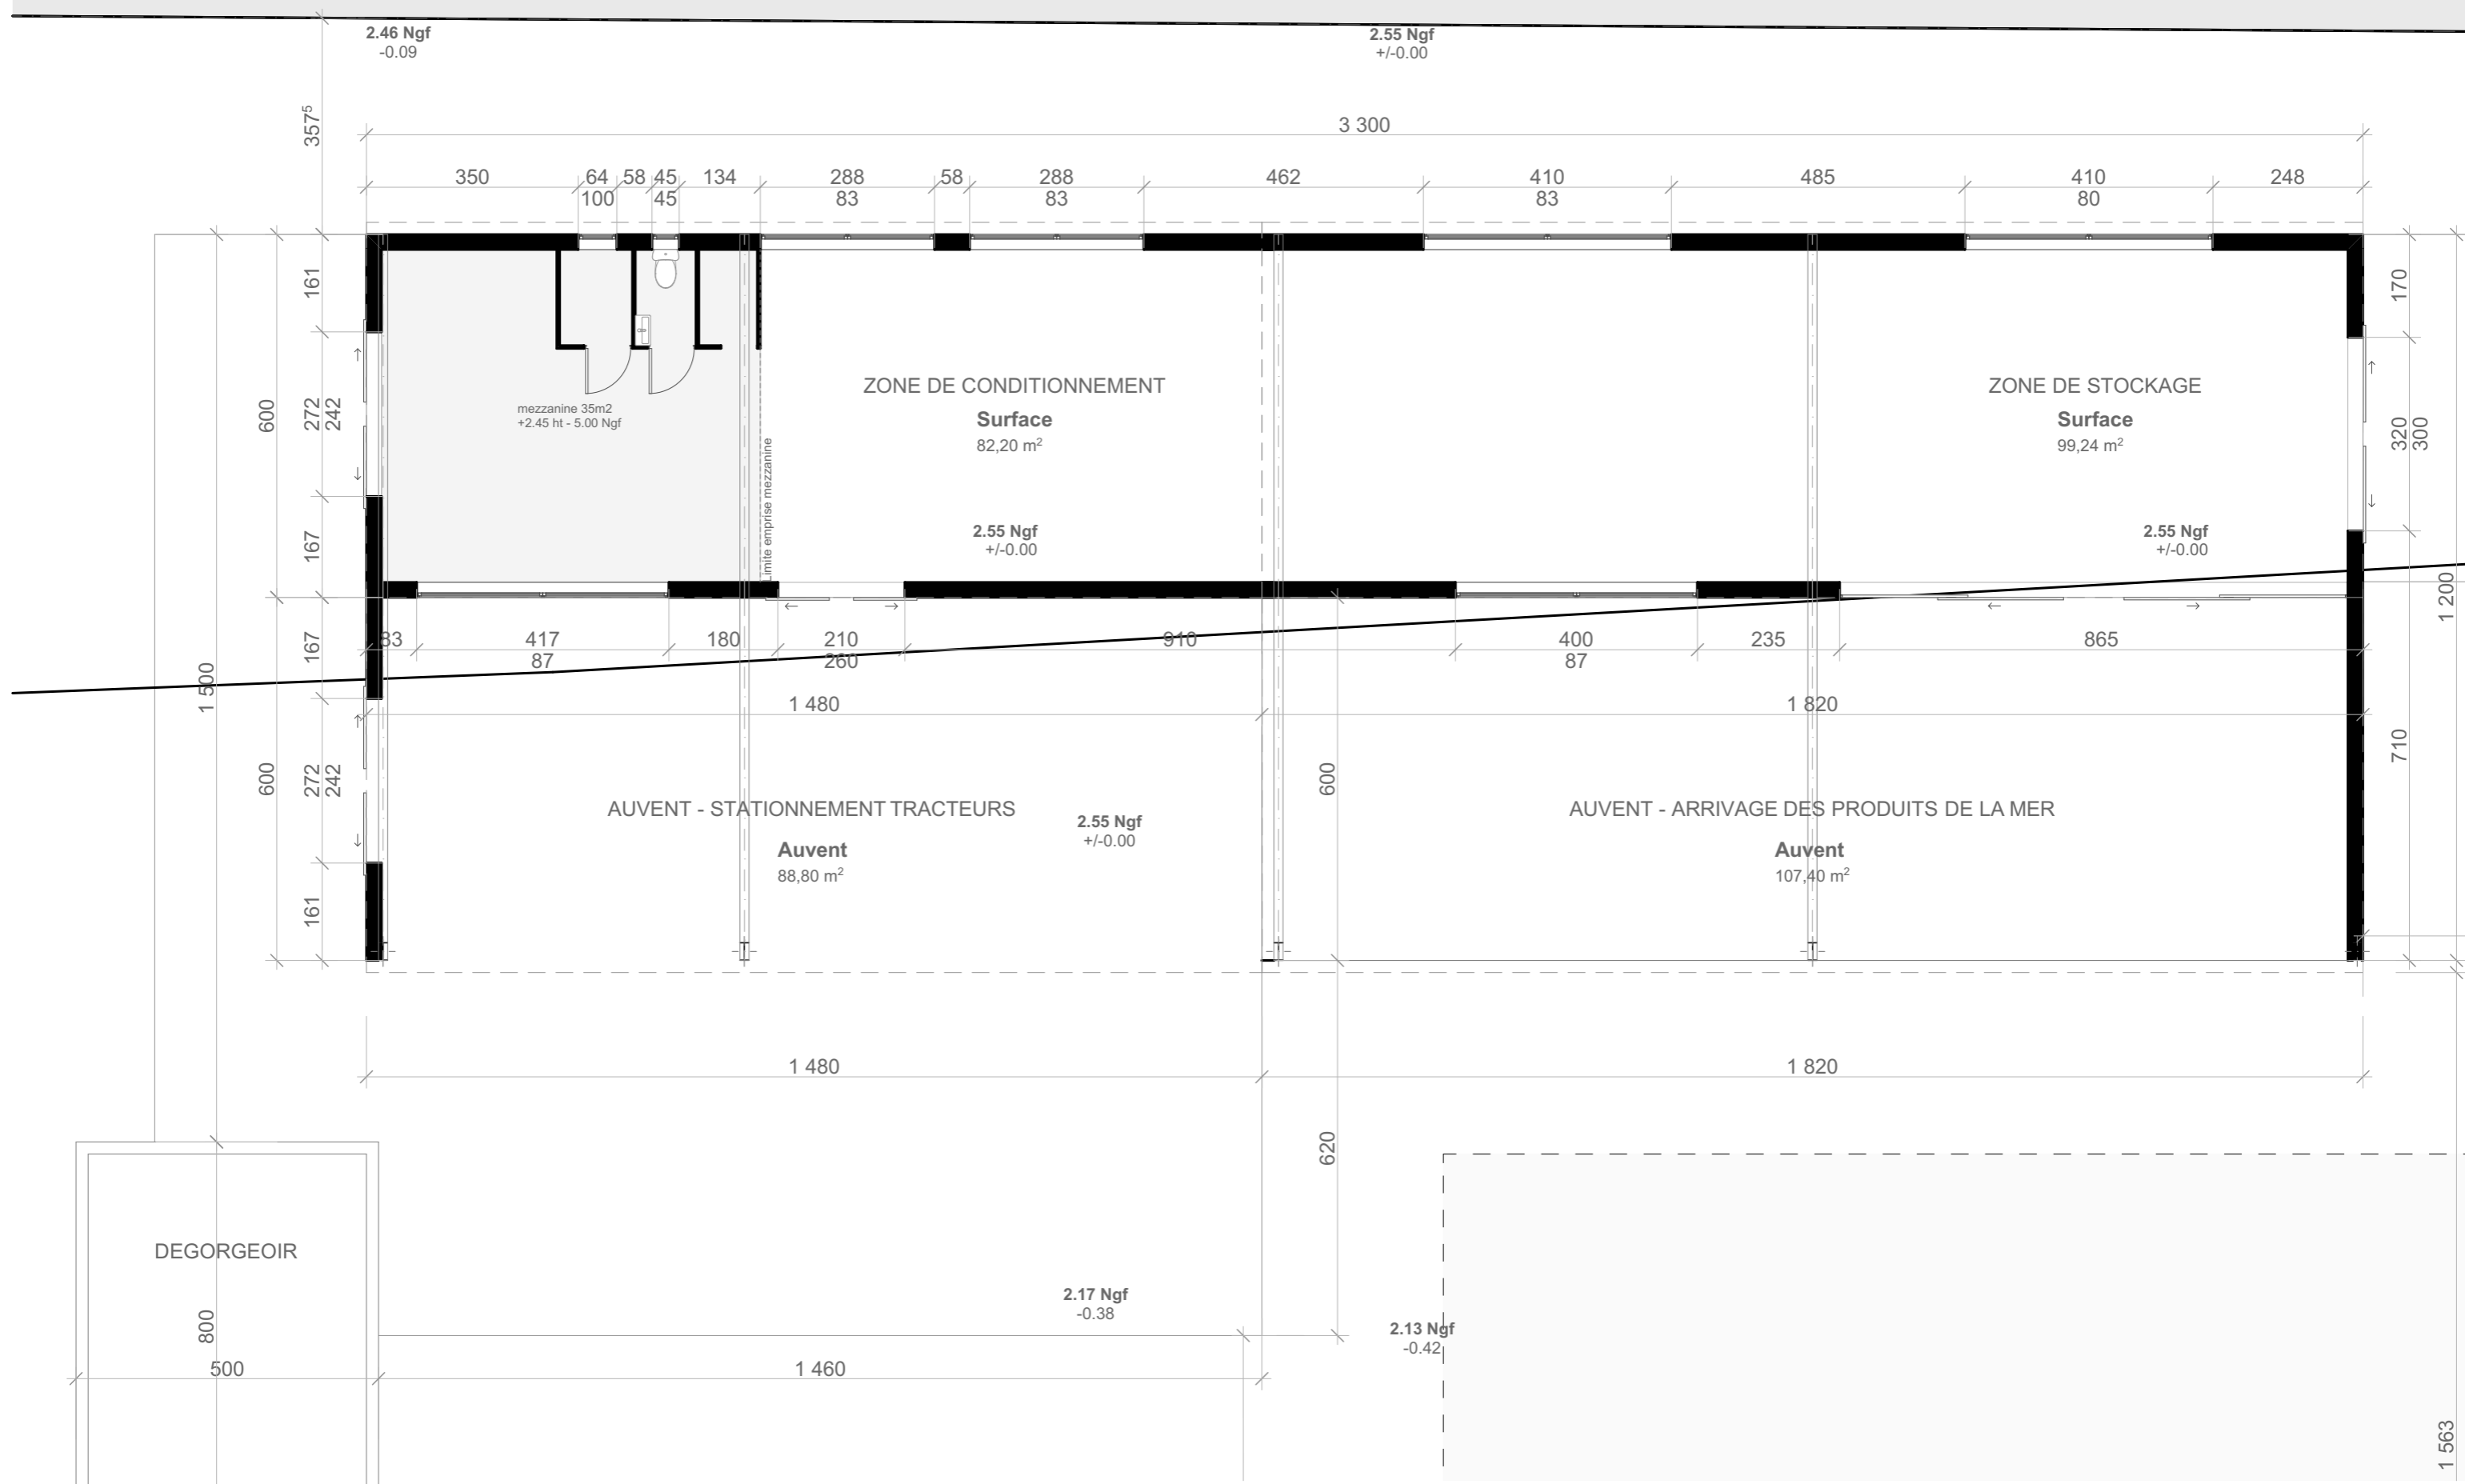 2.46 Ngf
-0.09
2.55 Ngf
+/-0.00
357⁵
3 300
350
64
58
45
134
288
58
288
462
410
485
410
248
100
45
83
83
83
80
161
170
ZONE DE CONDITIONNEMENT
ZONE DE STOCKAGE
mezzanine 35m2
+2.45 ht - 5.00 Ngf
Surface
82,20 m²
Surface
99,24 m²
600
272
242
320
300
Limite emprise mezzanine
2.55 Ngf
+/-0.00
2.55 Ngf
+/-0.00
167
1 200
167
83
417
180
210
910
400
235
865
87
260
87
1 500
1 480
1 820
710
600
272
242
600
AUVENT - STATIONNEMENT TRACTEURS
AUVENT - ARRIVAGE DES PRODUITS DE LA MER
2.55 Ngf
+/-0.00
Auvent
88,80 m²
Auvent
107,40 m²
161
1 480
1 820
620
DEGORGEOIR
2.17 Ngf
-0.38
800
2.13 Ngf
-0.42
500
1 460
1 563